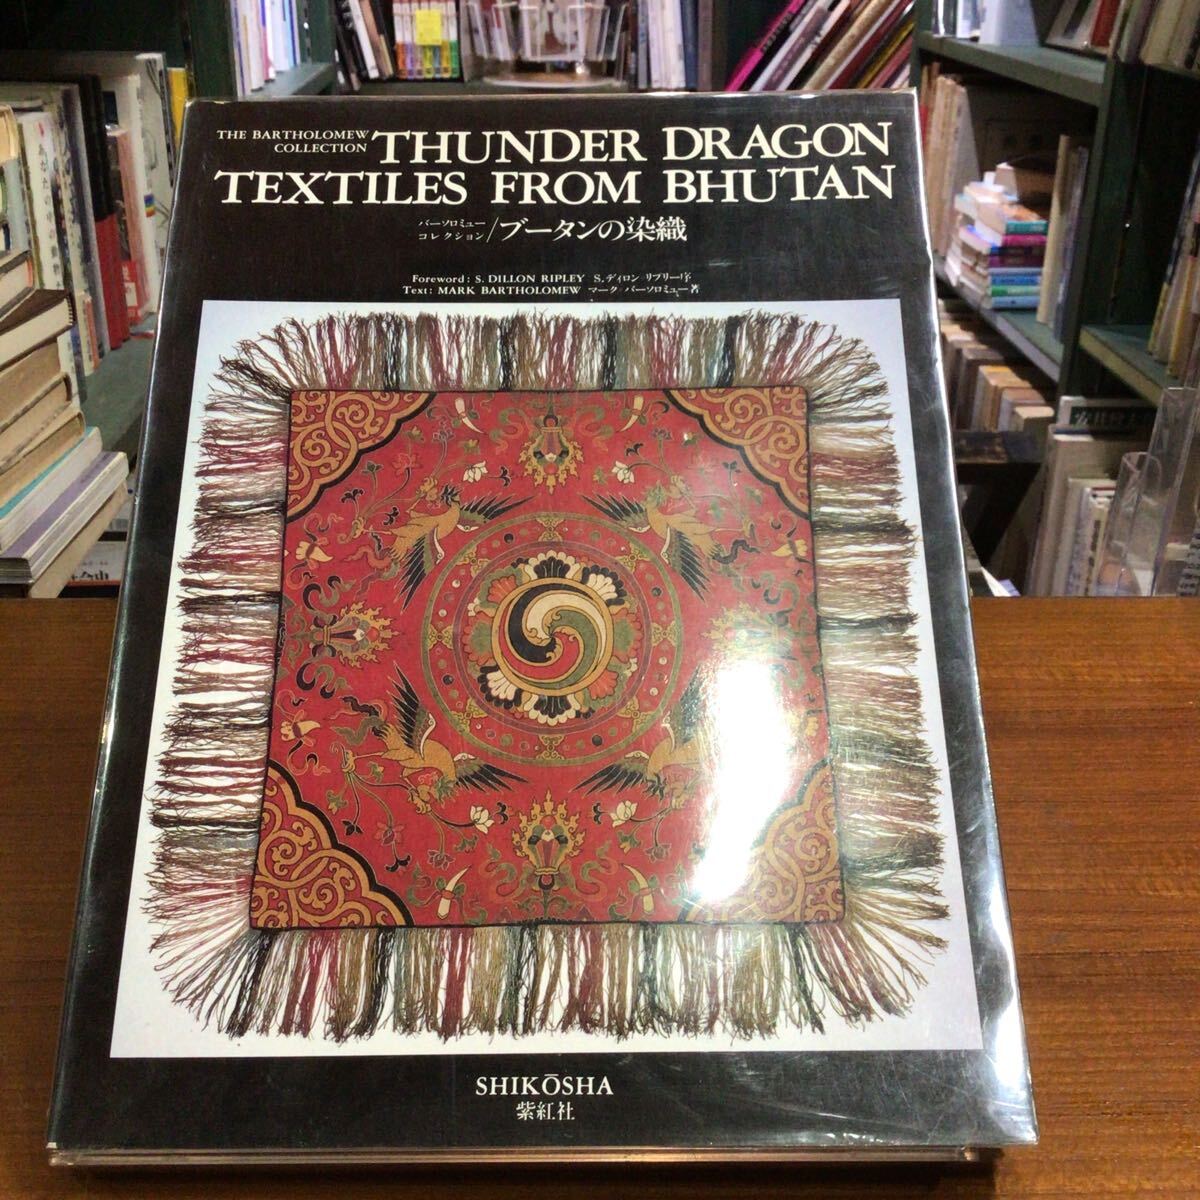 THE BARTHOLOMEW
COLLECTION
THUNDER DRAGON
TEXTILES FROM BHUTAN
バーソロミュー
コレクション/ブータンの染織
Foreword: S. DILLON RIPLEY S.ディロン リプリー序
Text: MARK BARTHOLOMEW マーク バーソロミュー著
SHIKŌSHA
紫紅社